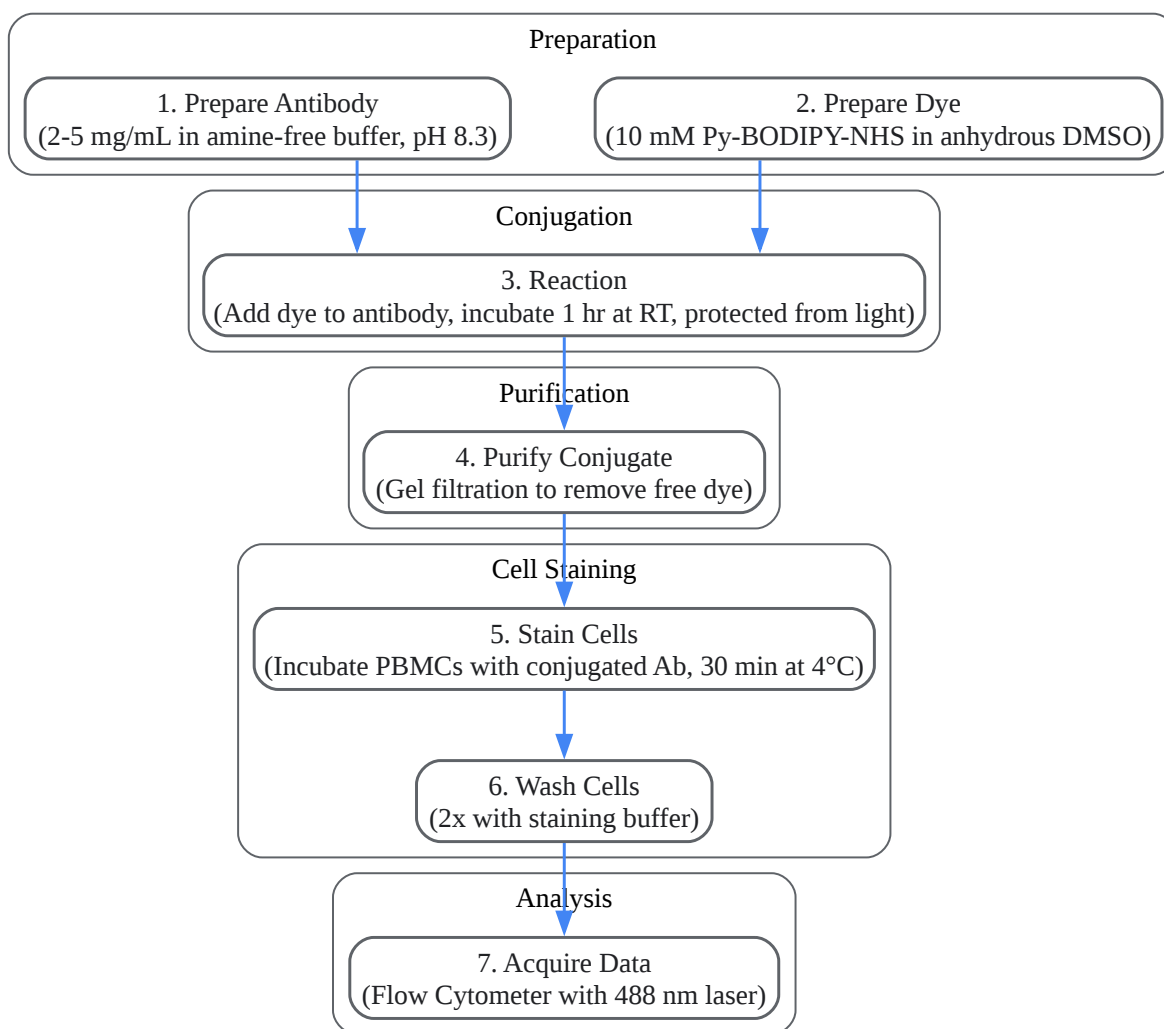 Preparation
1. Prepare Antibody
(2-5 mg/mL in amine-free buffer, pH 8.3)
2. Prepare Dye
(10 mM Py-BODIPY-NHS in anhydrous DMSO)
Conjugation
3. Reaction
(Add dye to antibody, incubate 1 hr at RT, protected from light)
Purification
4. Purify Conjugate
(Gel filtration to remove free dye)
Cell Staining
5. Stain Cells
(Incubate PBMCs with conjugated Ab, 30 min at 4°C)
6. Wash Cells
(2x with staining buffer)
Analysis
7. Acquire Data
(Flow Cytometer with 488 nm laser)